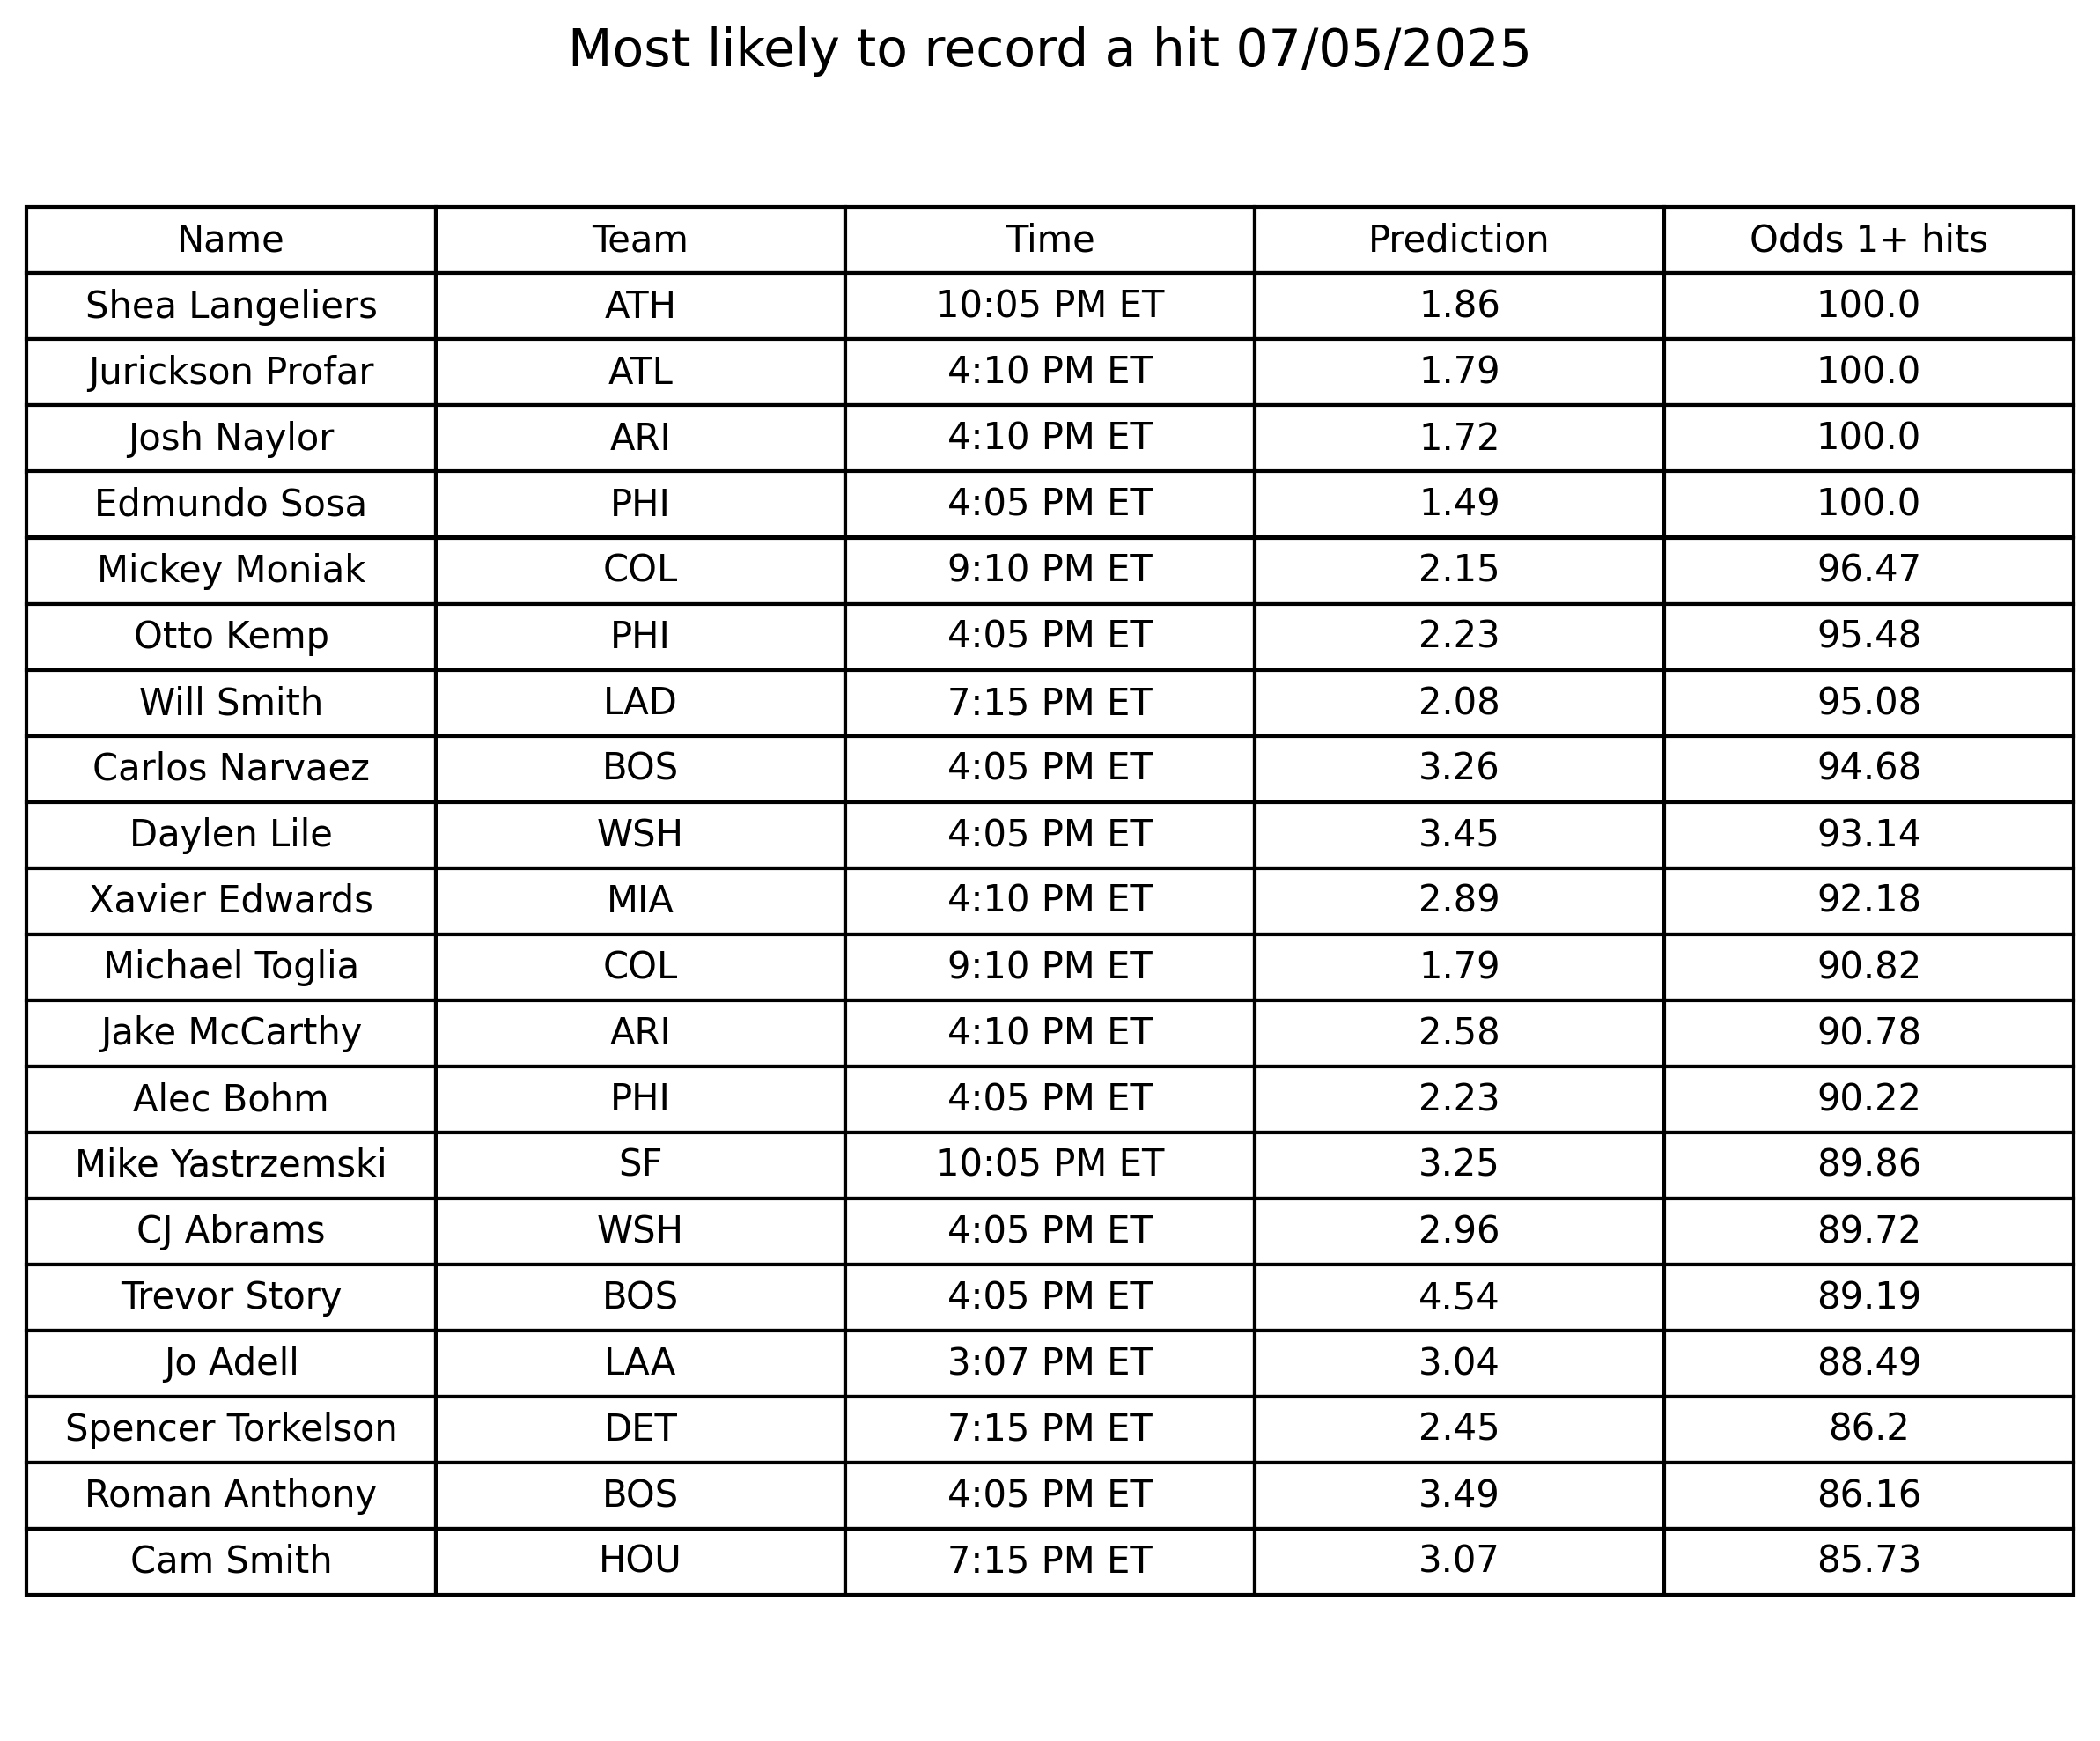 Most likely to record a hit 07/05/2025
Name Team Time Prediction Odds 1+ hits
Shea Langeliers ATH 10:05 PM ET 1.86 100.0
Jurickson Profar ATL 4:10 PM ET 1.79 100.0
Josh Naylor ARI 4:10 PM ET 1.72 100.0
Edmundo Sosa PHI 4:05 PM ET 1.49 100.0
Mickey Moniak COL 9:10 PM ET 2.15 96.47
Otto Kemp PHI 4:05 PM ET 2.23 95.48
Will Smith LAD 7:15 PM ET 2.08 95.08
Carlos Narvaez BOS 4:05 PM ET 3.26 94.68
Daylen Lile WSH 4:05 PM ET 3.45 93.14
Xavier Edwards MIA 4:10 PM ET 2.89 92.18
Michael Toglia COL 9:10 PM ET 1.79 90.82
Jake McCarthy ARI 4:10 PM ET 2.58 90.78
Alec Bohm PHI 4:05 PM ET 2.23 90.22
Mike Yastrzemski SF 10:05 PM ET 3.25 89.86
CJ Abrams WSH 4:05 PM ET 2.96 89.72
Trevor Story BOS 4:05 PM ET 4.54 89.19
Jo Adell LAA 3:07 PM ET 3.04 88.49
Spencer Torkelson DET 7:15 PM ET 2.45 86.2
Roman Anthony BOS 4:05 PM ET 3.49 86.16
Cam Smith HOU 7:15 PM ET 3.07 85.73